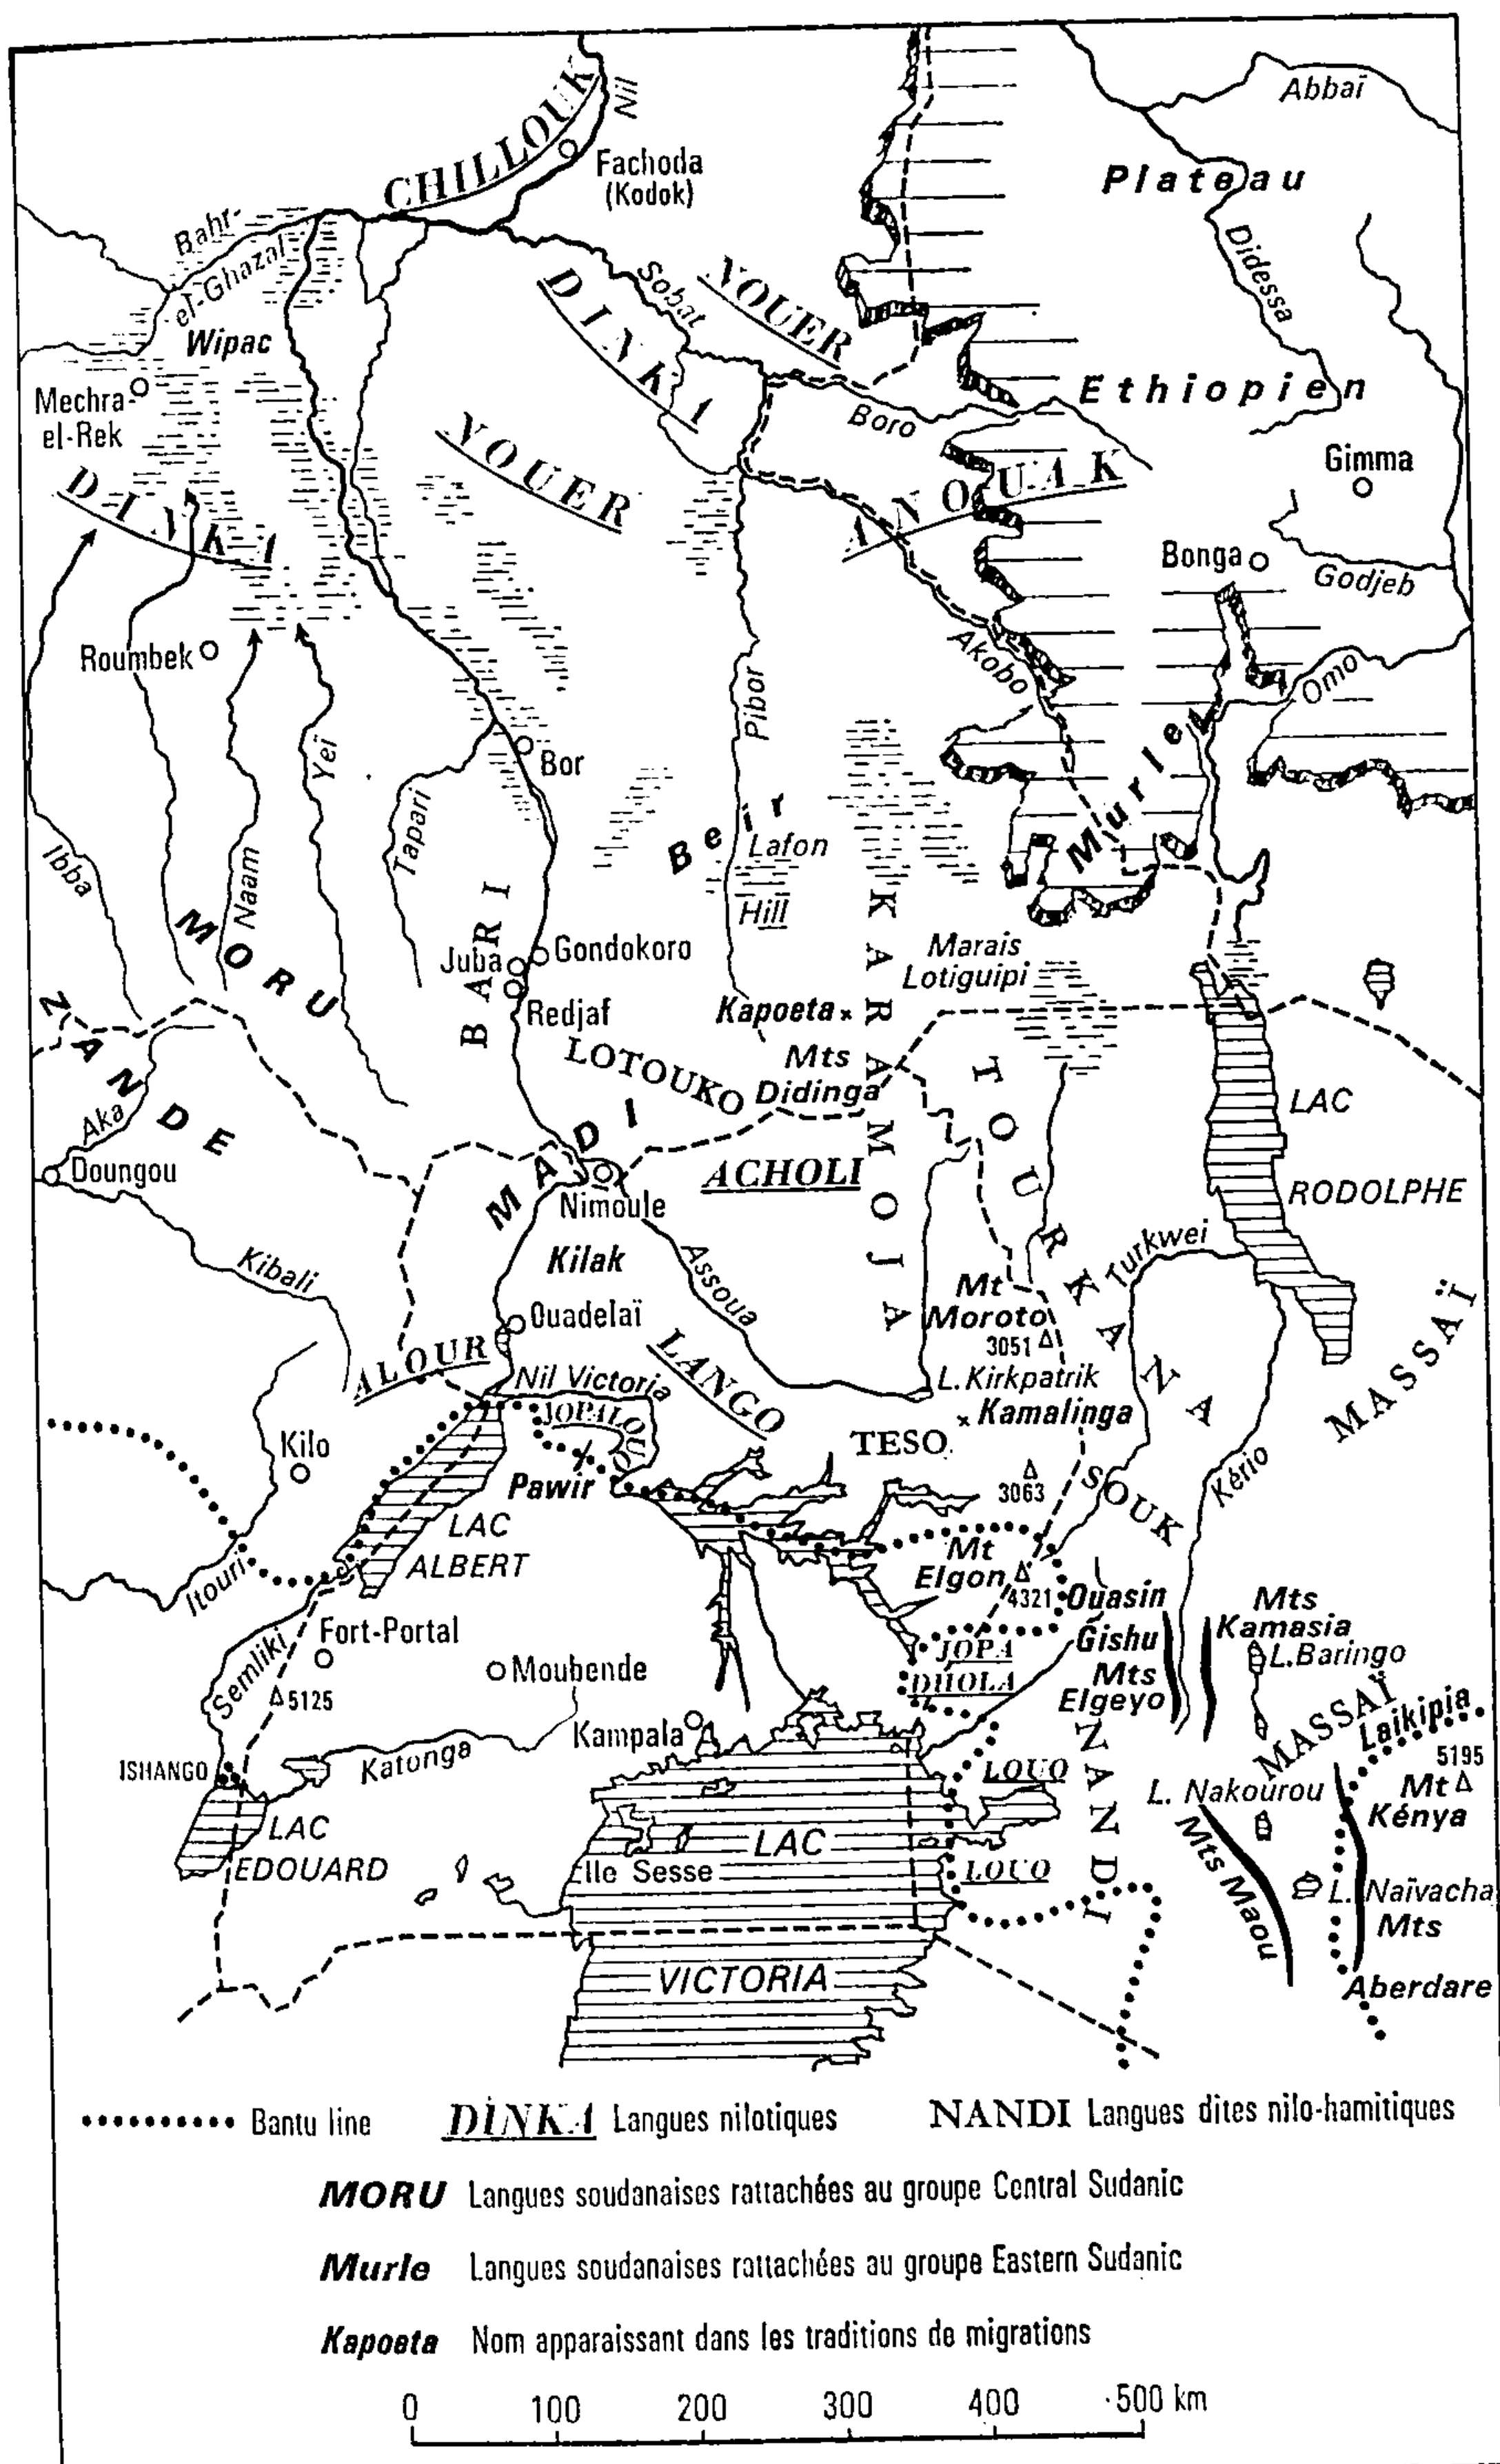 Abbaï
Nil
CHILLOUK
Fachoda
(Kodok)
Plateau
Didessa
Bahr-
el-Ghazal
Wipac
Sobat
NOUER
DINKA
Mechra-
el-Rek
Ethiopien
Boro
NOUER
Gimma
DINKA
ANOUAK
Bonga
Godjeb
Roumbek
Akobo
Omo
Pibor
Yeï
Bor
Murle
Tapari
Beir
Lafon
Hill
Ibba
Naam
MORU
BARI
KARAMOJA
Juba
Gondokoro
Redjaf
Marais
Lotiguipi
Kapoeta
ZANDE
LOTOUKO
Mts
Didinga
TOURKANA
LAC
RODOLPHE
Aka
Doungou
MADI
ACHOLI
Nimoule
Kilak
Kibali
Assoua
Turkwei
Mt
Moroto
3051
Ouadelaï
MASSAÏ
ALOUR
LANGO
Nil Victoria
L. Kirkpatrik
JOPALOUO
Kamalinga
Kilo
TESO
Pawir
3063
SOUK
Kério
LAC
ALBERT
Itouri
Mt
Elgon
4321
Ouasin
Gishu
Mts
Kamasia
L. Baringo
Fort-Portal
Semliki
5125
Moubende
JOPA
DHOLA
Mts
Elgeyo
Kampala
MASSAÏ
Laikipia
ISHANGO
Katonga
NANDI
5195
Mt
Kénya
LOUO
L. Nakourou
LAC
EDOUARD
LAC
Ile Sesse
LOUO
Mts Maou
L. Naïvacha
Mts
Aberdare
VICTORIA
Bantu line
DINKA Langues nilotiques
NANDI Langues dites nilo-hamitiques
MORU Langues soudanaises rattachées au groupe Central Sudanic
Murle Langues soudanaises rattachées au groupe Eastern Sudanic
Kapoeta Nom apparaissant dans les traditions de migrations
0 100 200 300 400 500 km